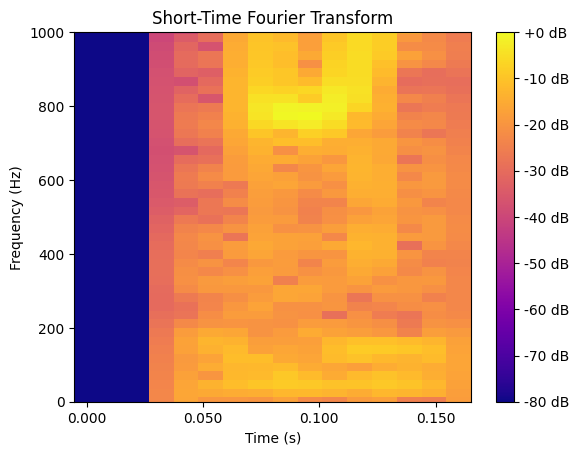 Short-Time Fourier Transform
1000
800
600
400
200
0
Frequency (Hz)
0.000
0.050
0.100
0.150
Time (s)
+0 dB
-10 dB
-20 dB
-30 dB
-40 dB
-50 dB
-60 dB
-70 dB
-80 dB